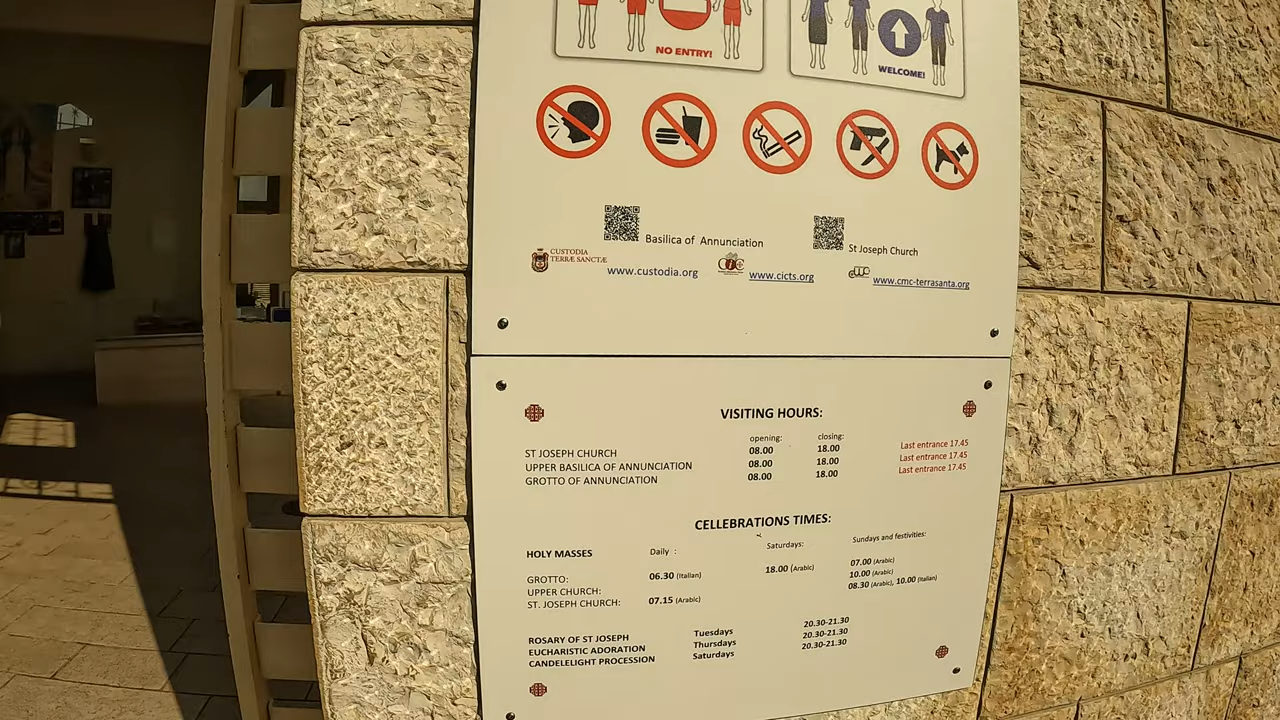 NO ENTRY!
WELCOME!
Basilica of Annunciation
St Joseph Church
CUSTODIA
TERRÆ SANCTÆ
www.custodia.org
www.cicts.org
www.cmc-terrasanta.org
VISITING HOURS:
opening: closing:
ST JOSEPH CHURCH 08.00 18.00 Last entrance 17.45
UPPER BASILICA OF ANNUNCIATION 08.00 18.00 Last entrance 17.45
GROTTO OF ANNUNCIATION 08.00 18.00 Last entrance 17.45
CELLEBRATIONS TIMES:
HOLY MASSES Daily : Saturdays: Sundays and festivities:
GROTTO: 06.30 (Italian) 18.00 (Arabic) 07.00 (Arabic)
UPPER CHURCH: 10.00 (Arabic)
ST. JOSEPH CHURCH: 07.15 (Arabic) 08.30 (Arabic), 10.00 (Italian)
ROSARY OF ST JOSEPH Tuesdays 20.30-21.30
EUCHARISTIC ADORATION Thursdays 20.30-21.30
CANDELELIGHT PROCESSION Saturdays 20.30-21.30